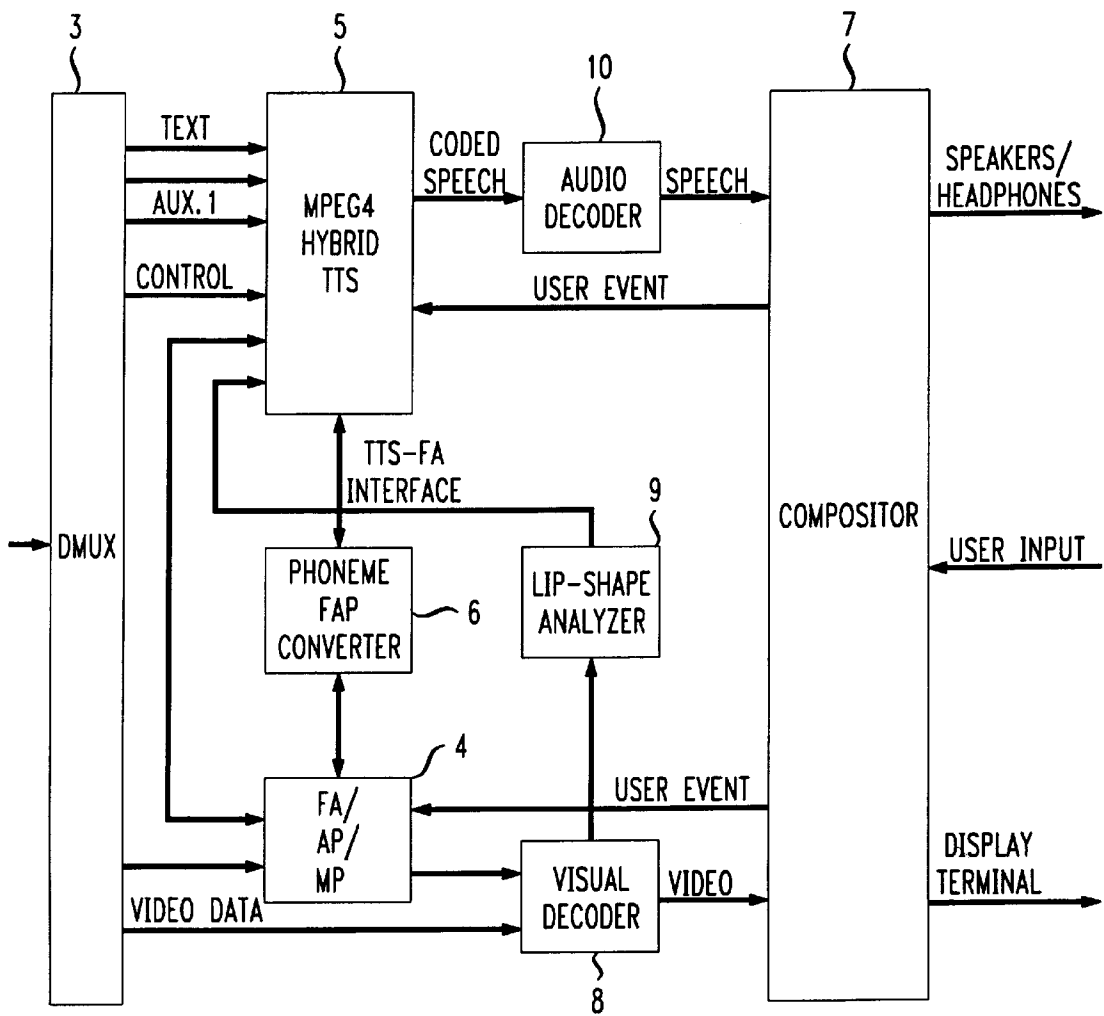 3
5
10
7
TEXT
AUX.1
CONTROL
MPEG4
HYBRID
TTS
CODED
SPEECH
AUDIO
DECODER
SPEECH
SPEAKERS/
HEADPHONES
USER EVENT
TTS-FA
INTERFACE
DMUX
PHONEME
FAP
CONVERTER
6
9
LIP-SHAPE
ANALYZER
COMPOSITOR
USER INPUT
4
FA/
AP/
MP
USER EVENT
VIDEO DATA
VISUAL
DECODER
8
VIDEO
DISPLAY
TERMINAL